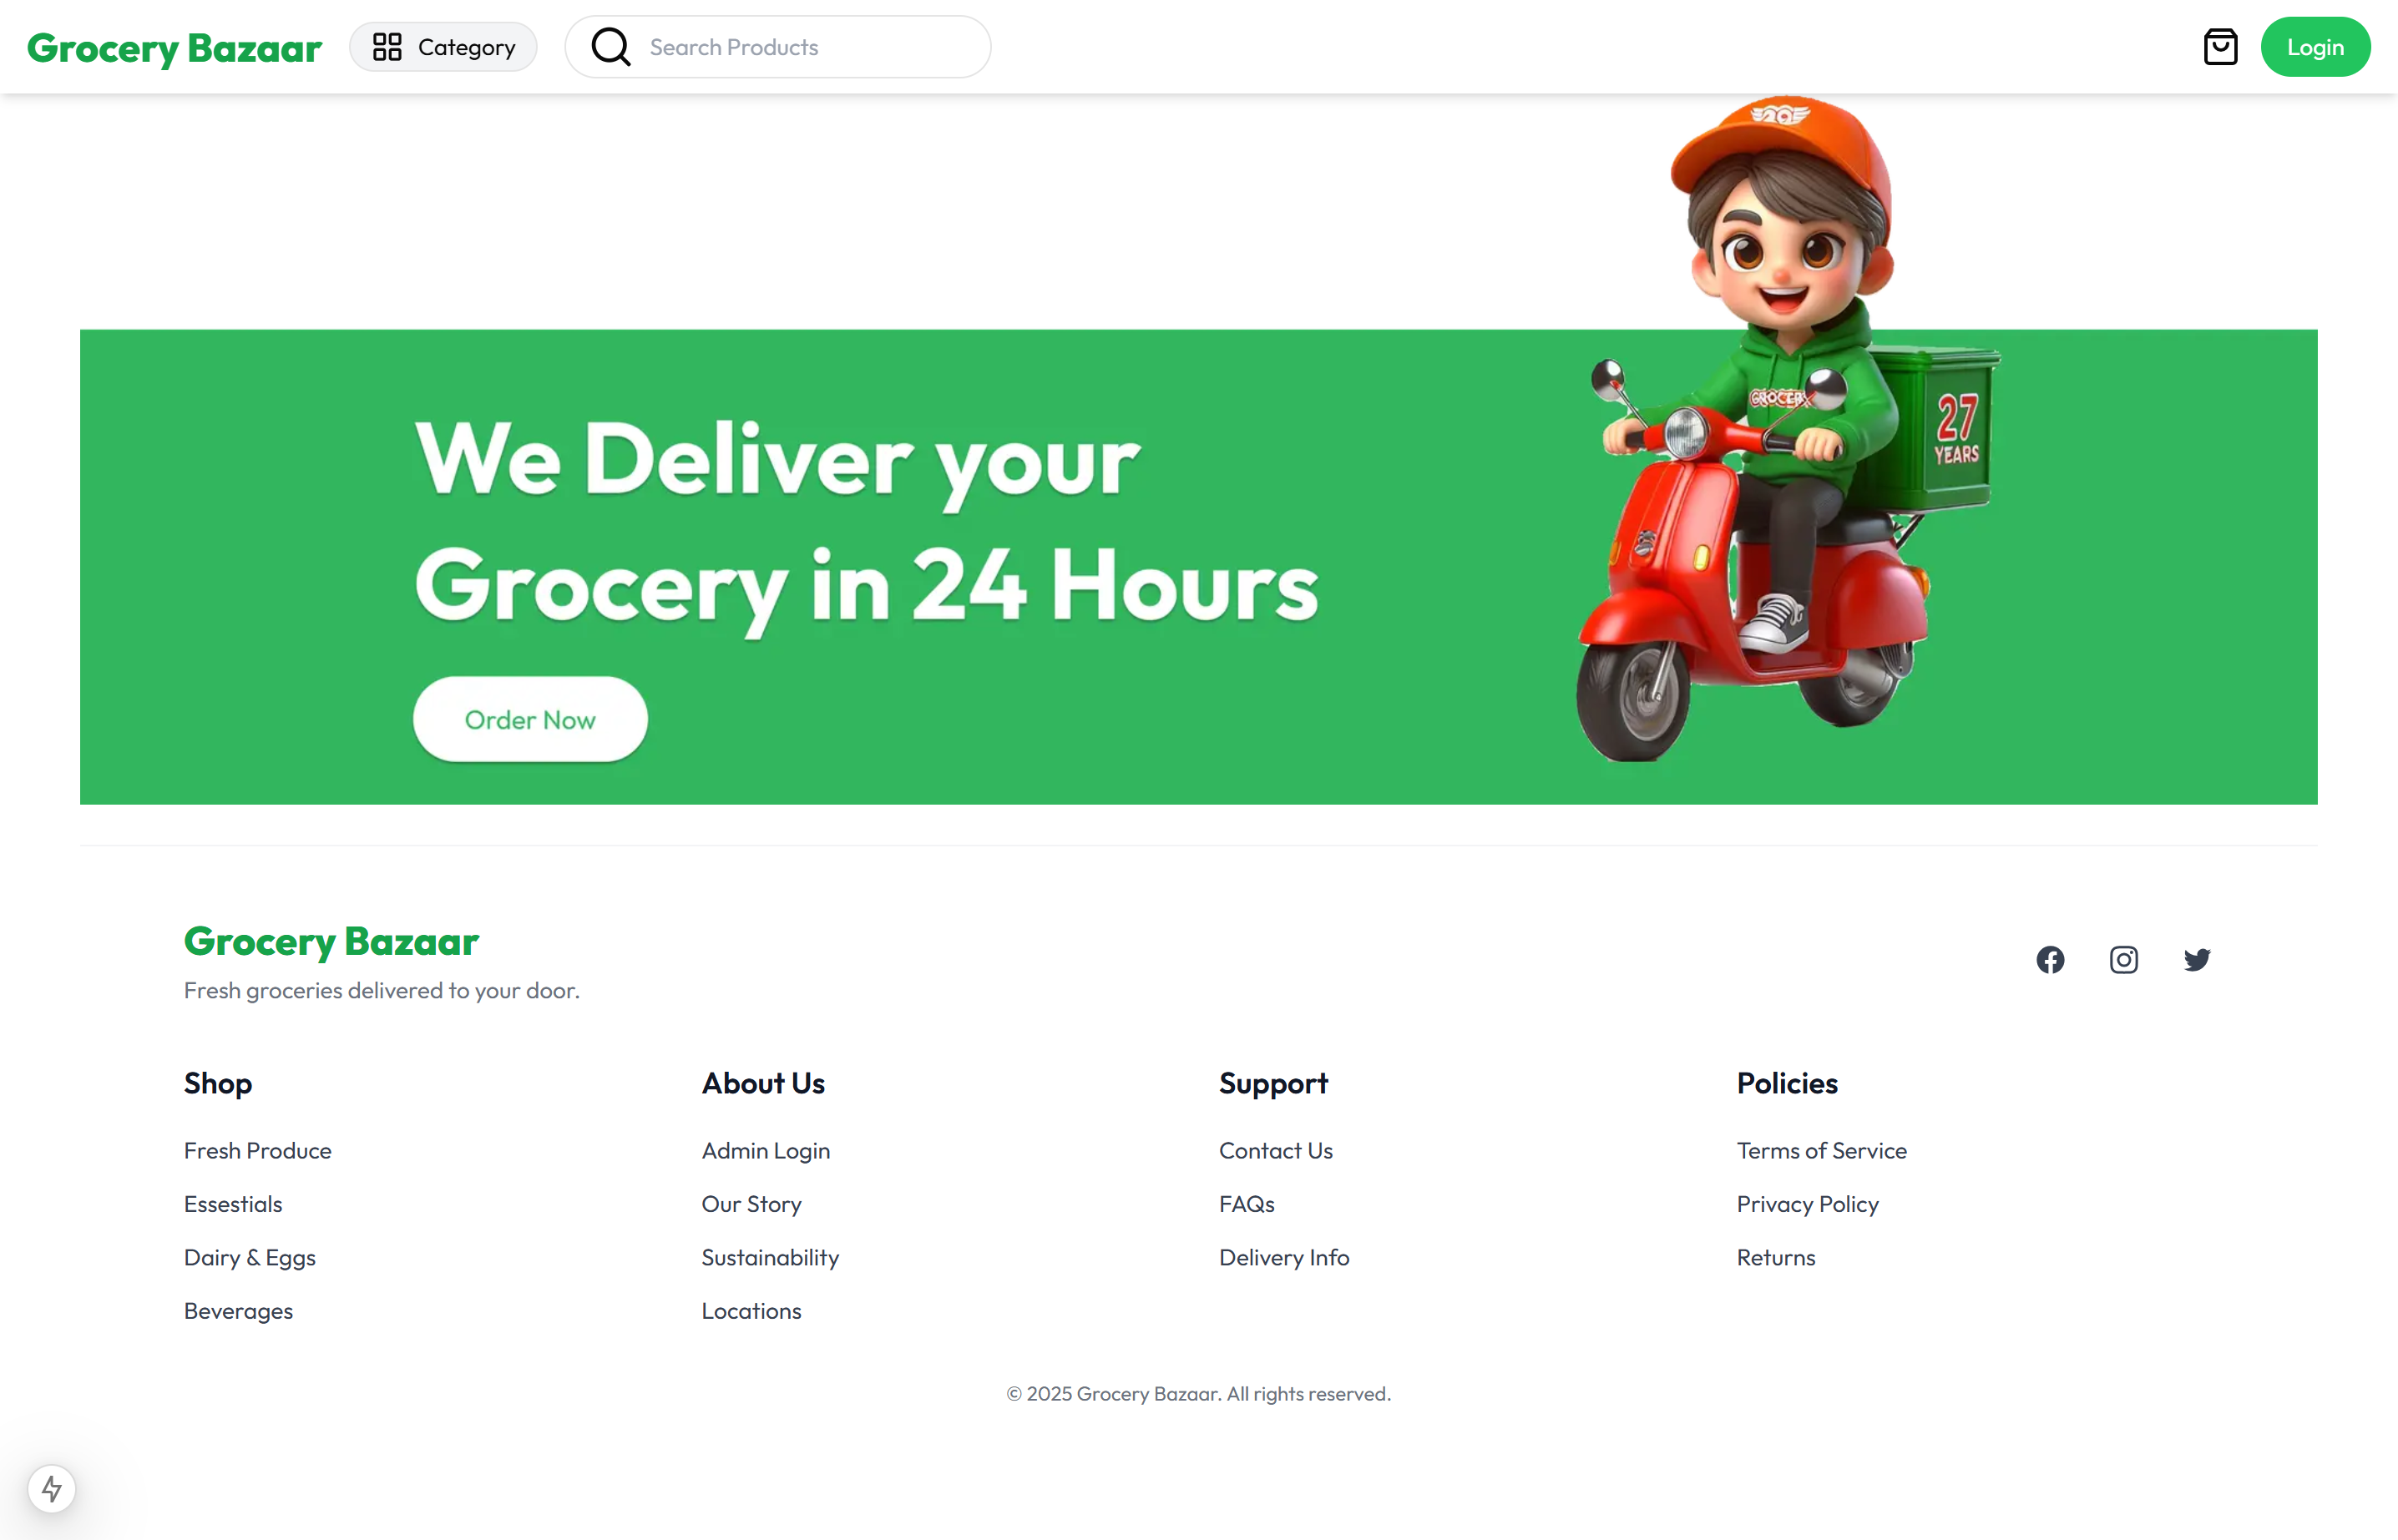 Grocery Bazaar
Category
Search Products
Login
27
YEARS
We Deliver your
Grocery in 24 Hours
Order Now
Grocery Bazaar
Fresh groceries delivered to your door.
Shop
Fresh Produce
Essestials
Dairy & Eggs
Beverages
About Us
Admin Login
Our Story
Sustainability
Locations
Support
Contact Us
FAQs
Delivery Info
Policies
Terms of Service
Privacy Policy
Returns
© 2025 Grocery Bazaar. All rights reserved.